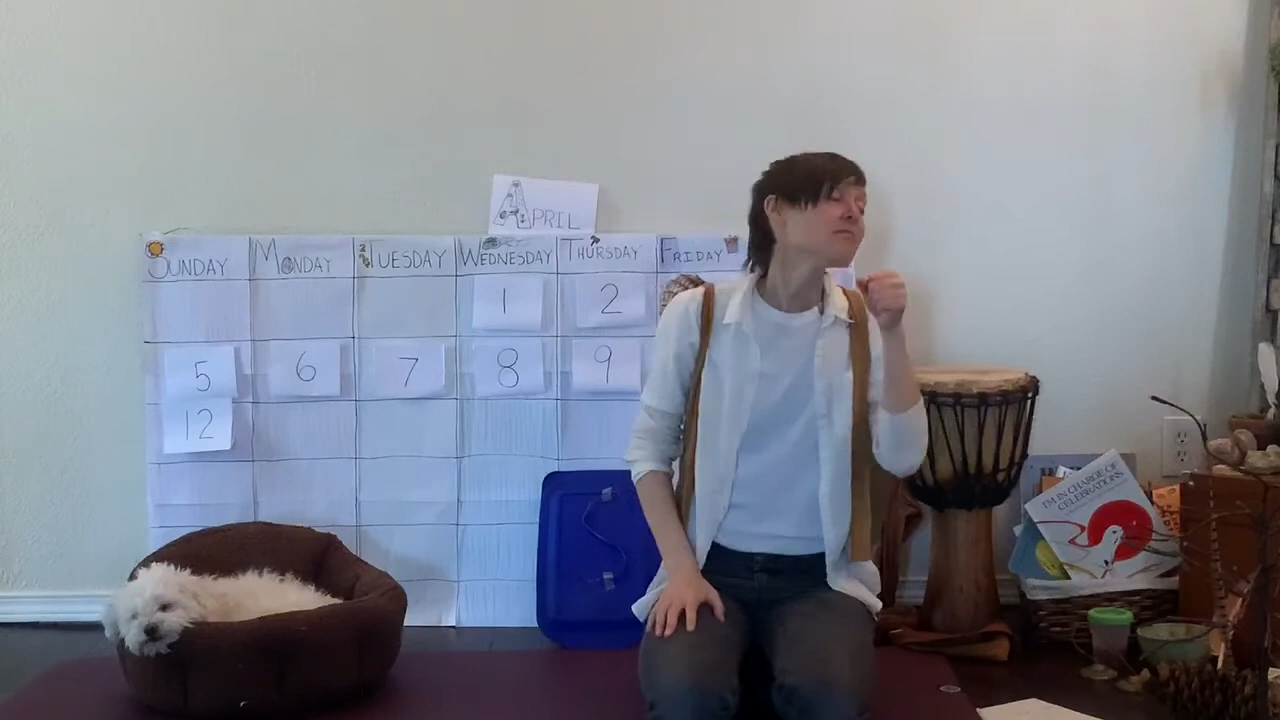 APRIL
SUNDAY MONDAY TUESDAY WEDNESDAY THURSDAY FRIDAY
1 2
5 6 7 8 9
12
I'M IN CHARGE OF
CELEBRATIONS